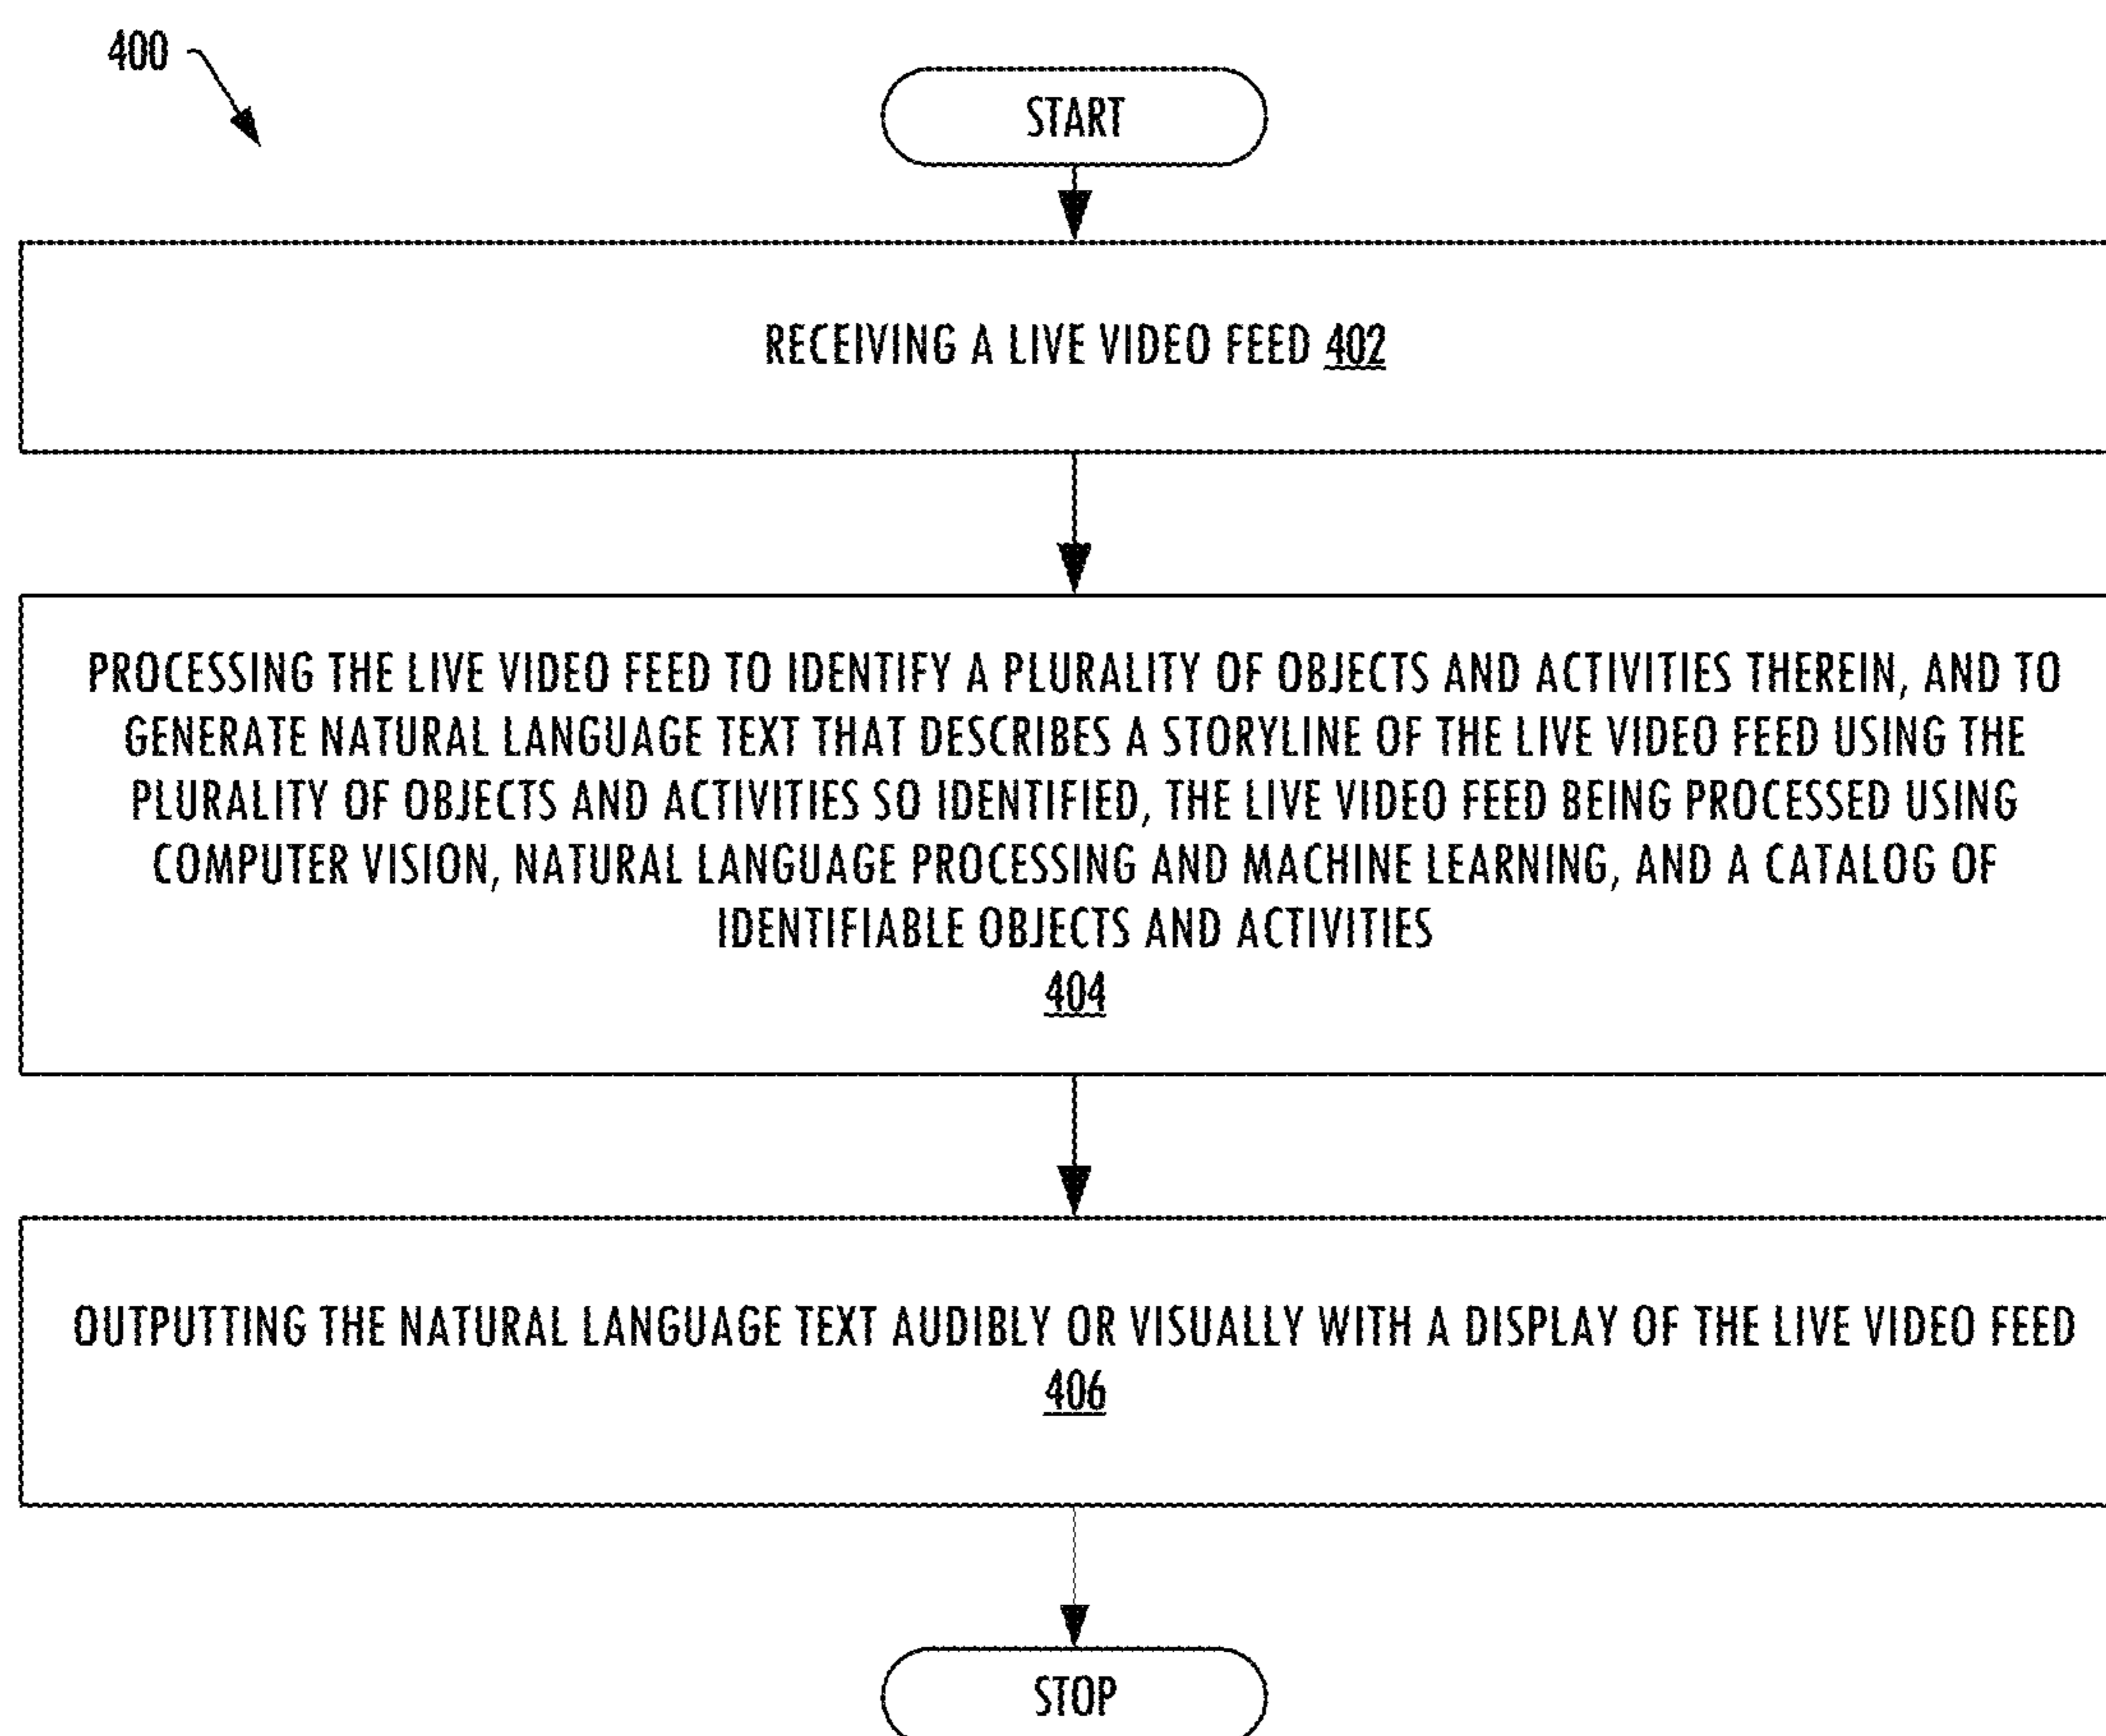 400
START
RECEIVING A LIVE VIDEO FEED 402
PROCESSING THE LIVE VIDEO FEED TO IDENTIFY A PLURALITY OF OBJECTS AND ACTIVITIES THEREIN, AND TO
GENERATE NATURAL LANGUAGE TEXT THAT DESCRIBES A STORYLINE OF THE LIVE VIDEO FEED USING THE
PLURALITY OF OBJECTS AND ACTIVITIES SO IDENTIFIED, THE LIVE VIDEO FEED BEING PROCESSED USING
COMPUTER VISION, NATURAL LANGUAGE PROCESSING AND MACHINE LEARNING, AND A CATALOG OF
IDENTIFIABLE OBJECTS AND ACTIVITIES
404
OUTPUTTING THE NATURAL LANGUAGE TEXT AUDIBLY OR VISUALLY WITH A DISPLAY OF THE LIVE VIDEO FEED
406
STOP